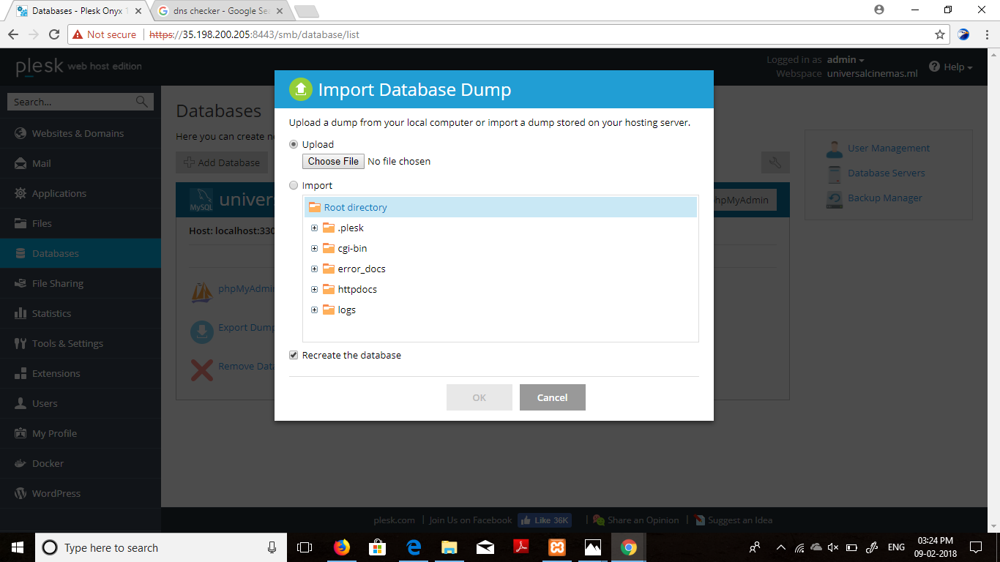 Databases - Plesk Onyx 1
dns checker - Google Sea
Not secure | https://35.198.200.205:8443/smb/database/list
plesk web host edition
Logged in as admin
Webspace universalcinemas.ml
Help
Search...
Websites & Domains
Mail
Applications
Files
Databases
File Sharing
Statistics
Tools & Settings
Extensions
Users
My Profile
Docker
WordPress
Databases
Here you can create ne
Add Database
MySQL univers
hpMyAdmin
Host: localhost:330
phpMyAdmin
Export Dump
Remove Data
User Management
Database Servers
Backup Manager
Import Database Dump
Upload a dump from your local computer or import a dump stored on your hosting server.
Upload
Choose File No file chosen
Import
Root directory
.plesk
cgi-bin
error_docs
httpdocs
logs
Recreate the database
OK Cancel
plesk.com | Join Us on Facebook Like 36K | Share an Opinion | Suggest an Idea
Type here to search
ENG
03:24 PM
09-02-2018